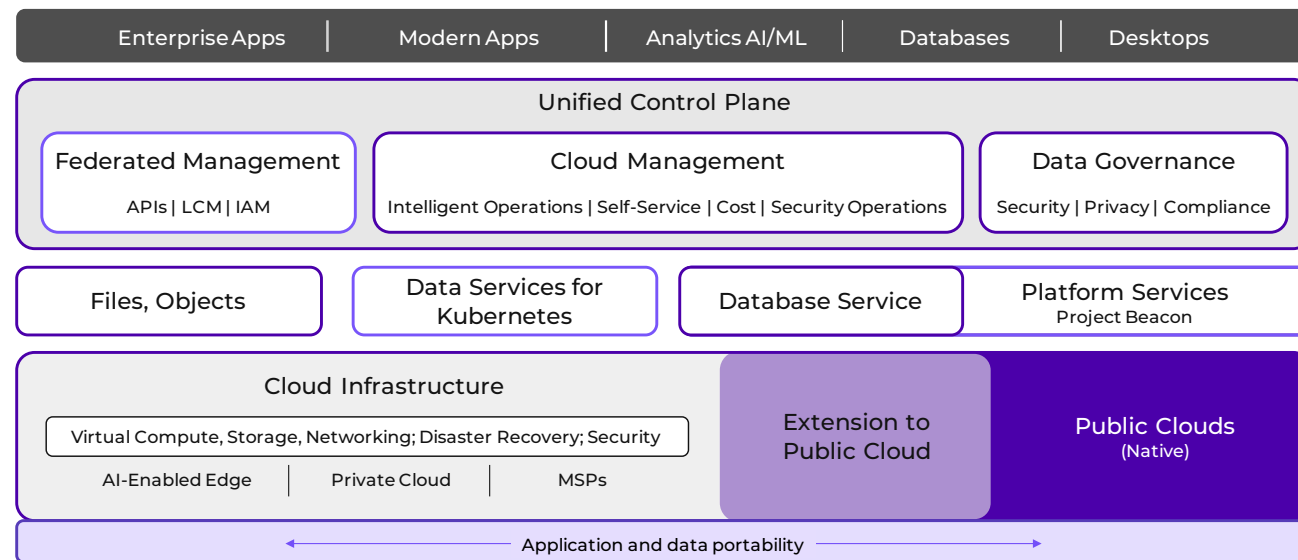 Enterprise Apps | Modern Apps | Analytics AI/ML | Databases | Desktops
Unified Control Plane
Federated Management
APIs | LCM | IAM
Cloud Management
Intelligent Operations | Self-Service | Cost | Security Operations
Data Governance
Security | Privacy | Compliance
Files, Objects
Data Services for
Kubernetes
Database Service
Platform Services
Project Beacon
Cloud Infrastructure
Virtual Compute, Storage, Networking; Disaster Recovery; Security
AI-Enabled Edge | Private Cloud | MSPs
Extension to
Public Cloud
Public Clouds
(Native)
Application and data portability